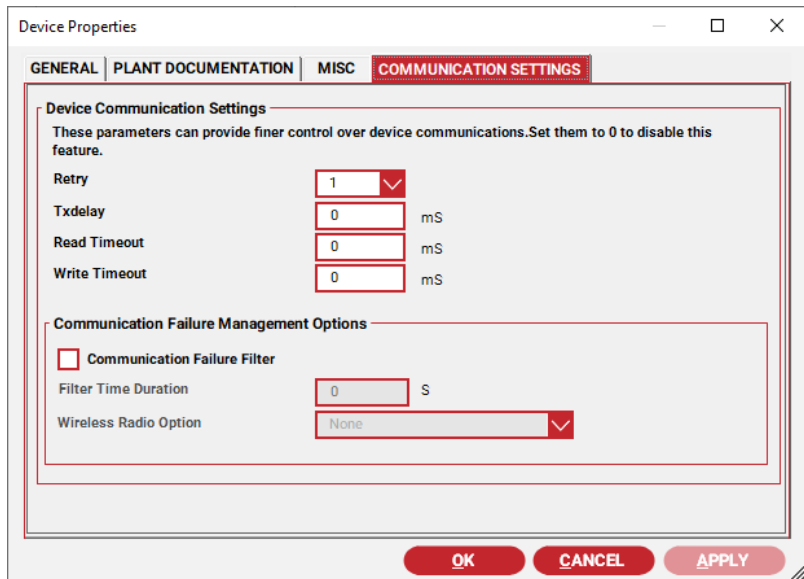 Device Properties
GENERAL PLANT DOCUMENTATION MISC COMMUNICATION SETTINGS
Device Communication Settings
These parameters can provide finer control over device communications.Set them to 0 to disable this
feature.
Retry 1
Txdelay 0 mS
Read Timeout 0 mS
Write Timeout 0 mS
Communication Failure Management Options
Communication Failure Filter
Filter Time Duration 0 S
Wireless Radio Option None
OK CANCEL APPLY